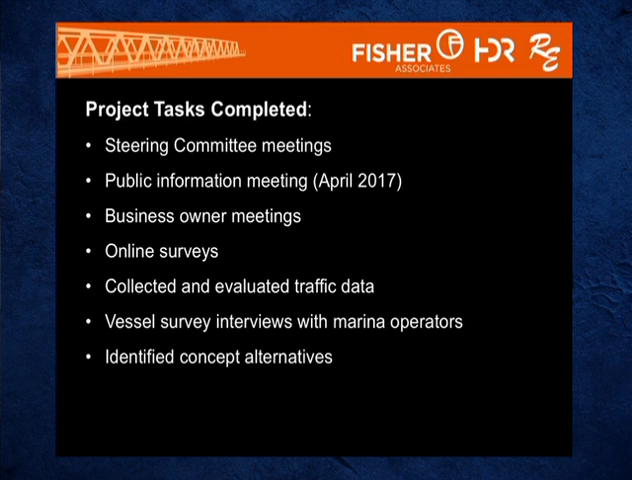 FISHER
ASSOCIATES
HDR
RE
Project Tasks Completed:
• Steering Committee meetings
• Public information meeting (April 2017)
• Business owner meetings
• Online surveys
• Collected and evaluated traffic data
• Vessel survey interviews with marina operators
• Identified concept alternatives